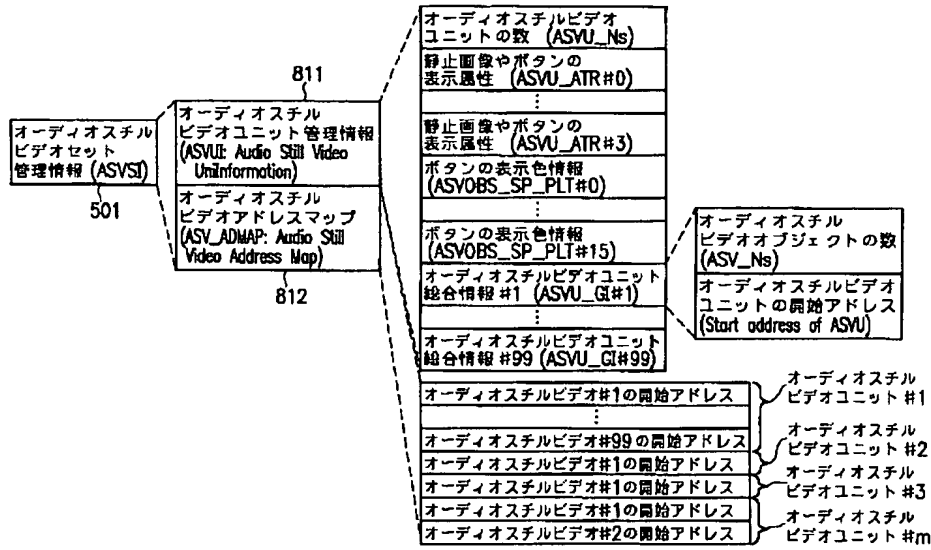 オーディオスチル
ビデオセット
管理情報 (ASVSI)
501
811
オーディオスチル
ビデオユニット管理情報
(ASVUI: Audio Still Video
UniInformation)
オーディオスチル
ビデオアドレスマップ
(ASV_ADMAP: Audio Still
Video Address Map)
812
オーディオスチルビデオ
ユニットの数 (ASVU_Ns)
静止画像やボタンの
表示属性 (ASVU_ATR#0)
⋮
静止画像やボタンの
表示属性 (ASVU_ATR#3)
ボタンの表示色情報
(ASVOBS_SP_PLT#0)
⋮
ボタンの表示色情報
(ASVOBS_SP_PLT#15)
オーディオスチルビデオユニット
総合情報 #1 (ASVU_GI#1)
⋮
オーディオスチルビデオユニット
総合情報 #99 (ASVU_GI#99)
オーディオスチル
ビデオオブジェクトの数
(ASV_Ns)
オーディオスチルビデオ
ユニットの開始アドレス
(Start address of ASVU)
オーディオスチルビデオ#1の開始アドレス
⋮
オーディオスチルビデオ#99の開始アドレス
オーディオスチルビデオ#1の開始アドレス
オーディオスチルビデオ#1の開始アドレス
オーディオスチルビデオ#1の開始アドレス
オーディオスチルビデオ#2の開始アドレス
オーディオスチル
ビデオユニット#1
オーディオスチル
ビデオユニット #2
オーディオスチル
ビデオユニット #3
オーディオスチル
ビデオユニット #m